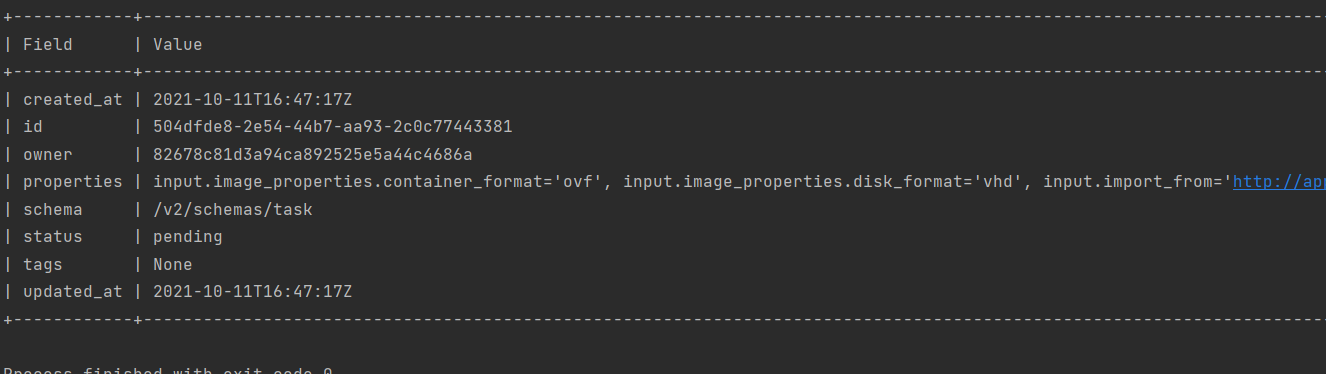 +------------+----------------------------------------------------------------------------------------------------------------------
| Field      | Value
+------------+----------------------------------------------------------------------------------------------------------------------
| created_at | 2021-10-11T16:47:17Z
| id         | 504dfde8-2e54-44b7-aa93-2c0c77443381
| owner      | 82678c81d3a94ca892525e5a44c4686a
| properties | input.image_properties.container_format='ovf', input.image_properties.disk_format='vhd', input.import_from='http://app
| schema     | /v2/schemas/task
| status     | pending
| tags       | None
| updated_at | 2021-10-11T16:47:17Z
+------------+----------------------------------------------------------------------------------------------------------------------
Process finished with exit code 0